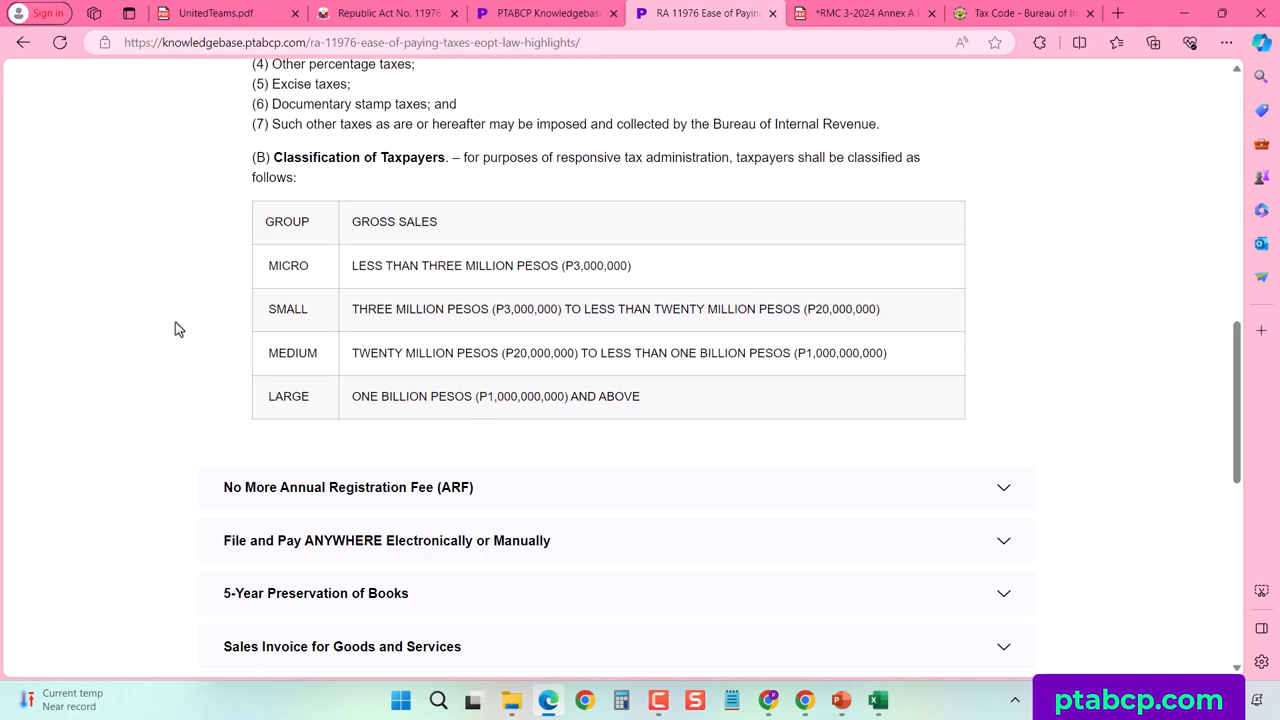 Sign in
UnitedTeams.pdf
Republic Act No. 11976
PTABCP Knowledgebase
RA 11976 Ease of Paying
*RMC 3-2024 Annex A
Tax Code - Bureau of In
https://knowledgebase.ptabcp.com/ra-11976-ease-of-paying-taxes-eopt-law-highlights/
(4) Other percentage taxes;
(5) Excise taxes;
(6) Documentary stamp taxes; and
(7) Such other taxes as are or hereafter may be imposed and collected by the Bureau of Internal Revenue.
(B) Classification of Taxpayers. – for purposes of responsive tax administration, taxpayers shall be classified as
follows:
GROUP GROSS SALES
MICRO LESS THAN THREE MILLION PESOS (P3,000,000)
SMALL THREE MILLION PESOS (P3,000,000) TO LESS THAN TWENTY MILLION PESOS (P20,000,000)
MEDIUM TWENTY MILLION PESOS (P20,000,000) TO LESS THAN ONE BILLION PESOS (P1,000,000,000)
LARGE ONE BILLION PESOS (P1,000,000,000) AND ABOVE
No More Annual Registration Fee (ARF)
File and Pay ANYWHERE Electronically or Manually
5-Year Preservation of Books
Sales Invoice for Goods and Services
Current temp
Near record
ptabcp.com